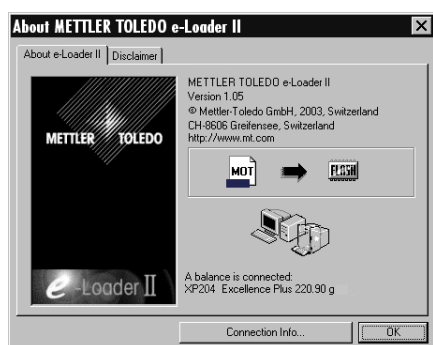 About METTLER TOLEDO e-Loader II
About e-Loader II
Disclaimer
METTLER TOLEDO
e-Loader II
METTLER TOLEDO e-Loader II
Version 1.05
© Mettler-Toledo GmbH, 2003, Switzerland
CH-8606 Greifensee, Switzerland
http://www.mt.com
MOT
FLASH
A balance is connected:
XP204 Excellence Plus 220.90 g
Connection Info...
OK